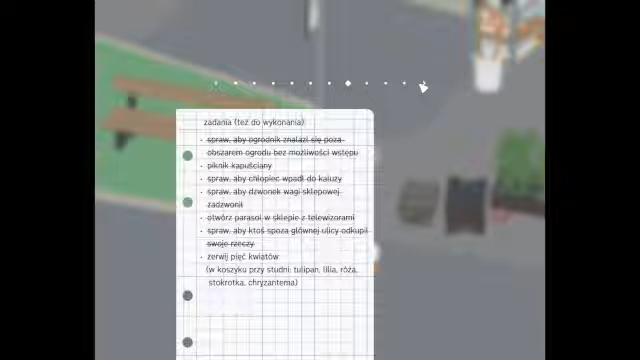 zadania (też do wykonania)
- spraw, aby ogrodnik znalazł się poza
obszarem ogrodu bez możliwości wstępu
- piknik kapuściany
- spraw, aby chłopiec wpadł do kałuży
- spraw, aby dzwonek wagi sklepowej
zadzwonił
- otwórz parasol w sklepie z telewizorami
- spraw, aby ktoś spoza głównej ulicy odkupił
swoje rzeczy
- zerwij pięć kwiatów
(w koszyku przy studni: tulipan, lilia, róża,
stokrotka, chryzantema)